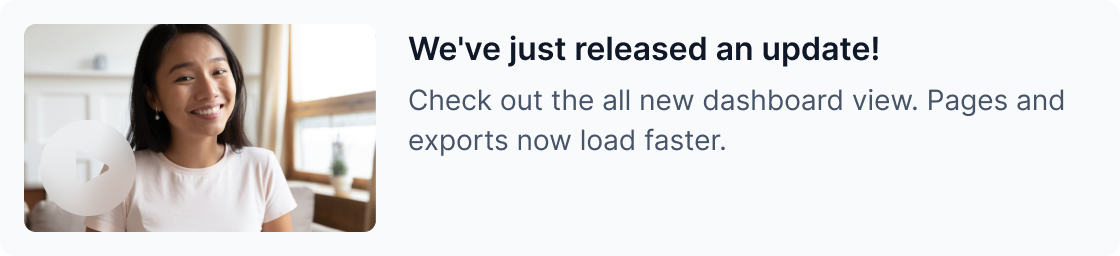 We've just released an update!
Check out the all new dashboard view. Pages and
exports now load faster.